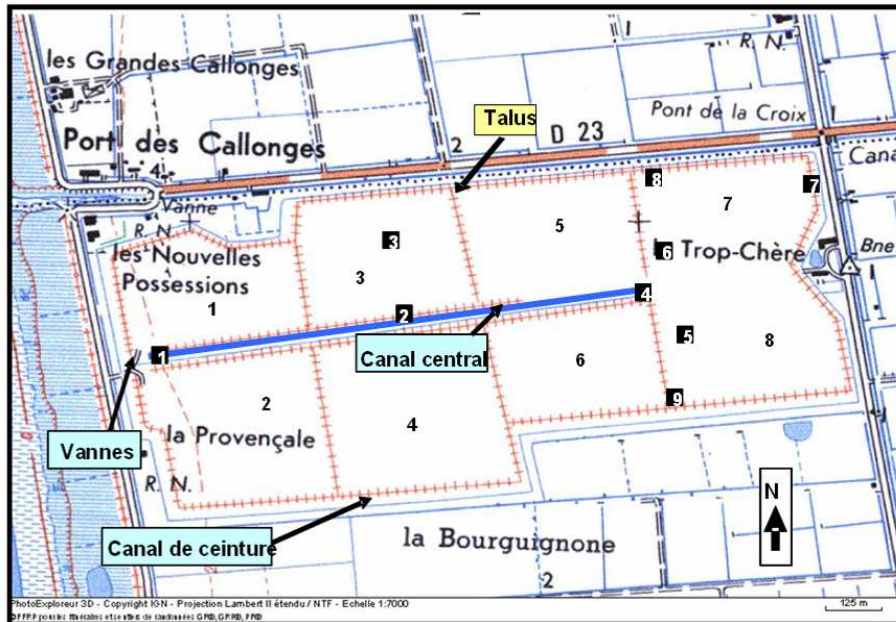 les Grandes Callonges
Port des Callonges
Talus
R. N.
Pont de la Croix
D 23
2
Cana
4
Vanne
R. N.
8
7
7
3
5
6
la Trop-Chère
Bne
les Nouvelles
Possessions
3
1
4
2
1
Canal central
5
6
8
2
9
4
Vannes
la Provençale
R. N.
N
Canal de ceinture
la Bourguignone
2
PhotoExploreur 3D - Copyright IGN - Projection Lambert II étendu / NTF - Echelle 1:7000
125 m